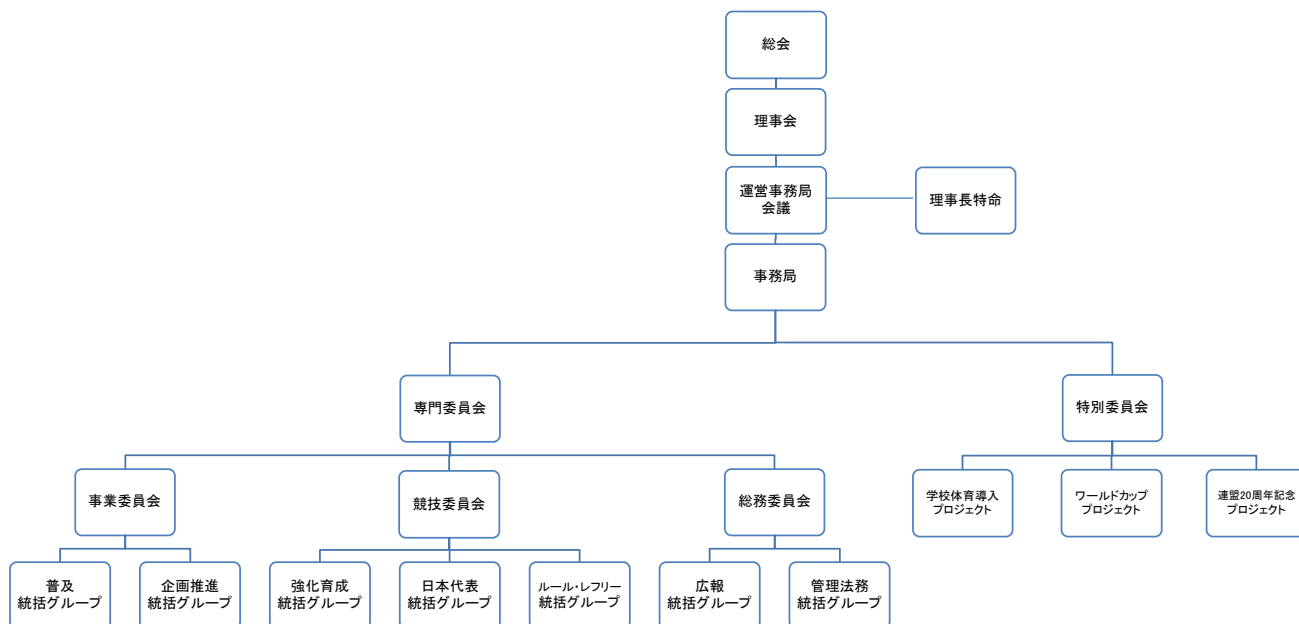 総会
理事会
運営事務局
会議
理事長特命
事務局
専門委員会
特別委員会
事業委員会
競技委員会
総務委員会
学校体育導入
プロジェクト
ワールドカップ
プロジェクト
連盟20周年記念
プロジェクト
普及
統括グループ
企画推進
統括グループ
強化育成
統括グループ
日本代表
統括グループ
ルール・レフリー
統括グループ
広報
統括グループ
管理法務
統括グループ